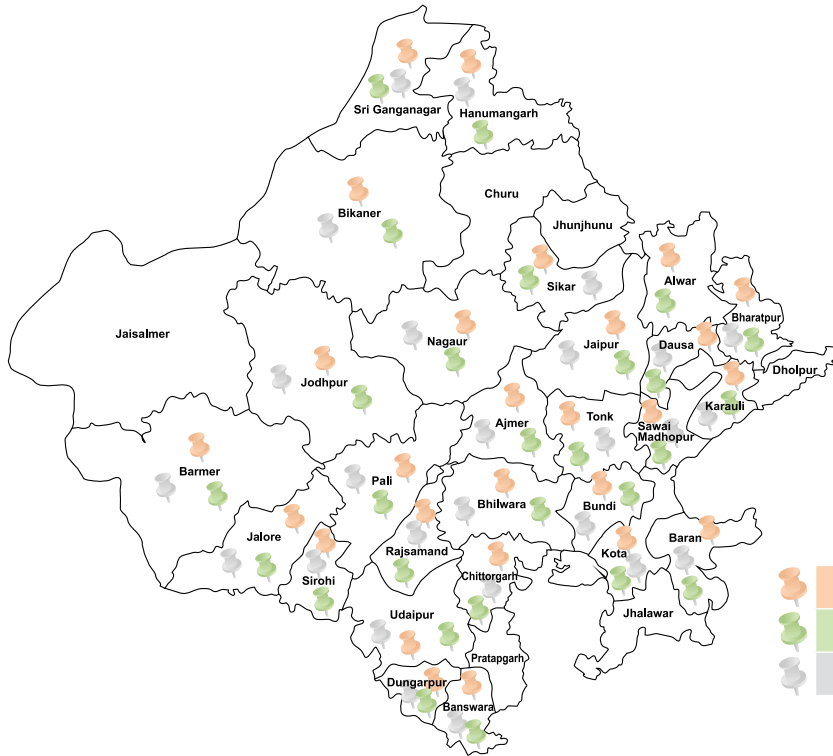 Sri Ganganagar
Hanumangarh
Churu
Bikaner
Jhunjhunu
Sikar
Alwar
Bharatpur
Jaisalmer
Nagaur
Jaipur
Dausa
Dholpur
Jodhpur
Karauli
Ajmer
Tonk
Sawai
Madhopur
Barmer
Pali
Bhilwara
Bundi
Jalore
Rajsamand
Kota
Baran
Sirohi
Chittorgarh
Udaipur
Jhalawar
Pratapgarh
Dungarpur
Banswara